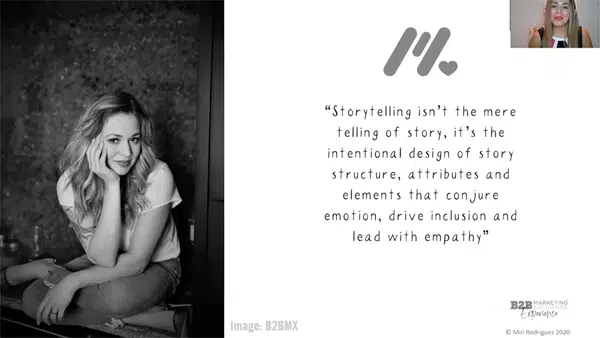 “Storytelling isn’t the mere
telling of story, it’s the
intentional design of story
structure, attributes and
elements that conjure
emotion, drive inclusion and
lead with empathy”
B2B MARKETING
EXCHANGE
Experience
© Miri Rodriguez 2020
Image: B2BMX